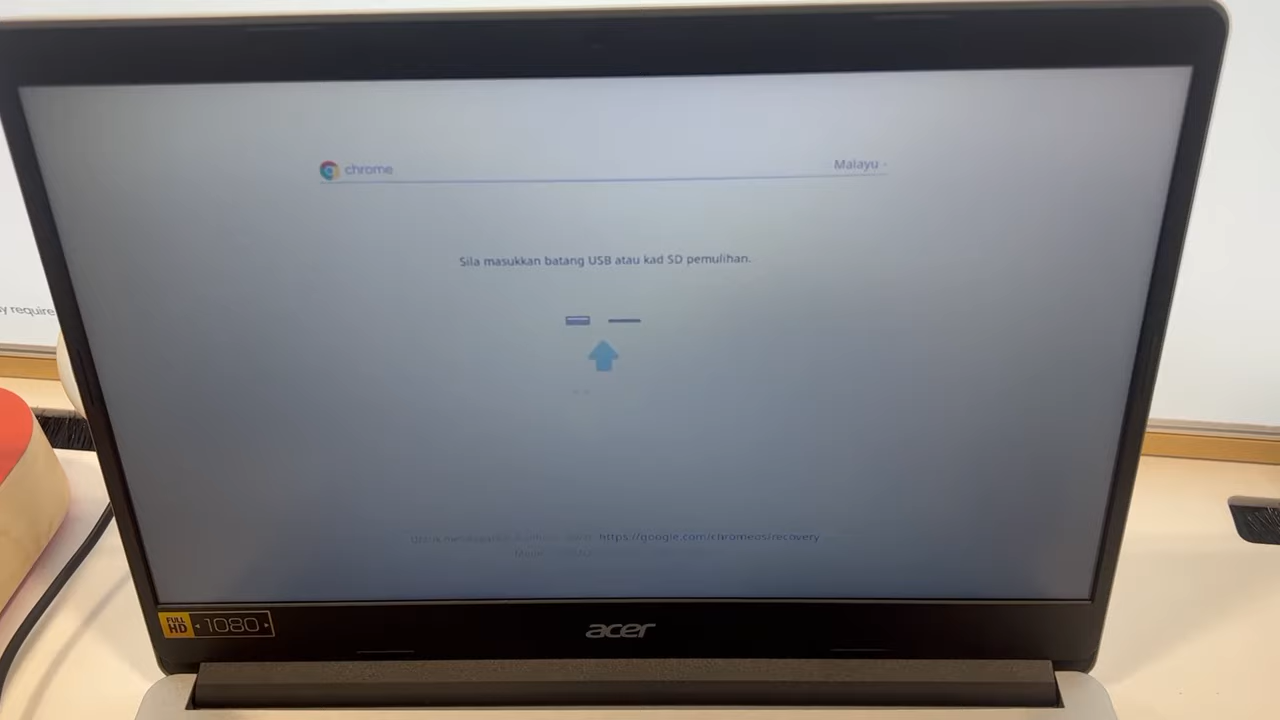 chrome
Malayu
Sila masukkan batang USB atau kad SD pemulihan.
y require
https://google.com/chromeos/recovery
FULL HD 1080
acer